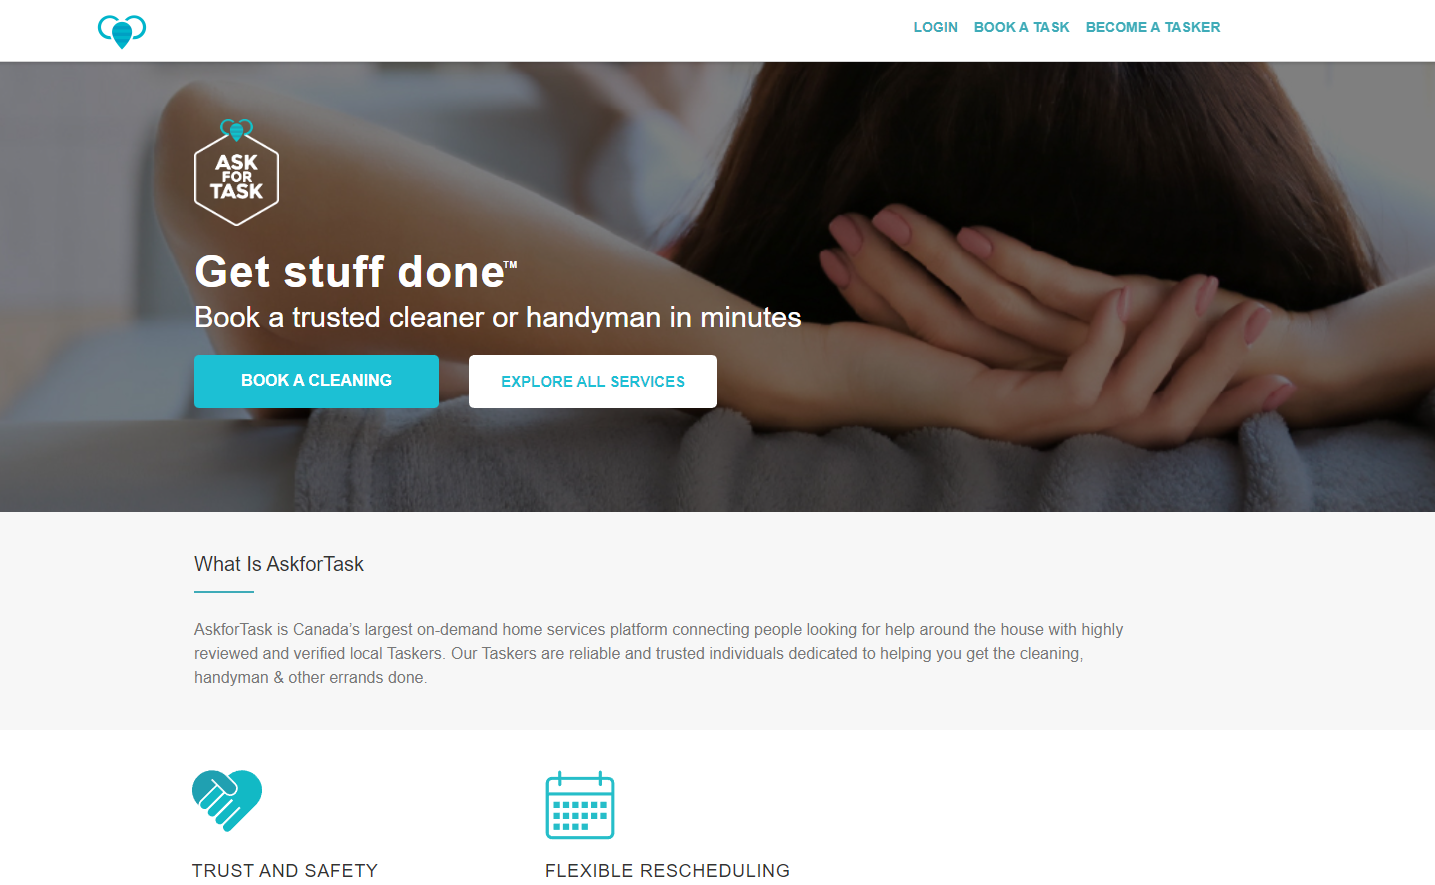 LOGIN BOOK A TASK BECOME A TASKER
ASK
FOR
TASK
Get stuff done™
Book a trusted cleaner or handyman in minutes
BOOK A CLEANING EXPLORE ALL SERVICES
What Is AskforTask
AskforTask is Canada’s largest on-demand home services platform connecting people looking for help around the house with highly
reviewed and verified local Taskers. Our Taskers are reliable and trusted individuals dedicated to helping you get the cleaning,
handyman & other errands done.
TRUST AND SAFETY FLEXIBLE RESCHEDULING